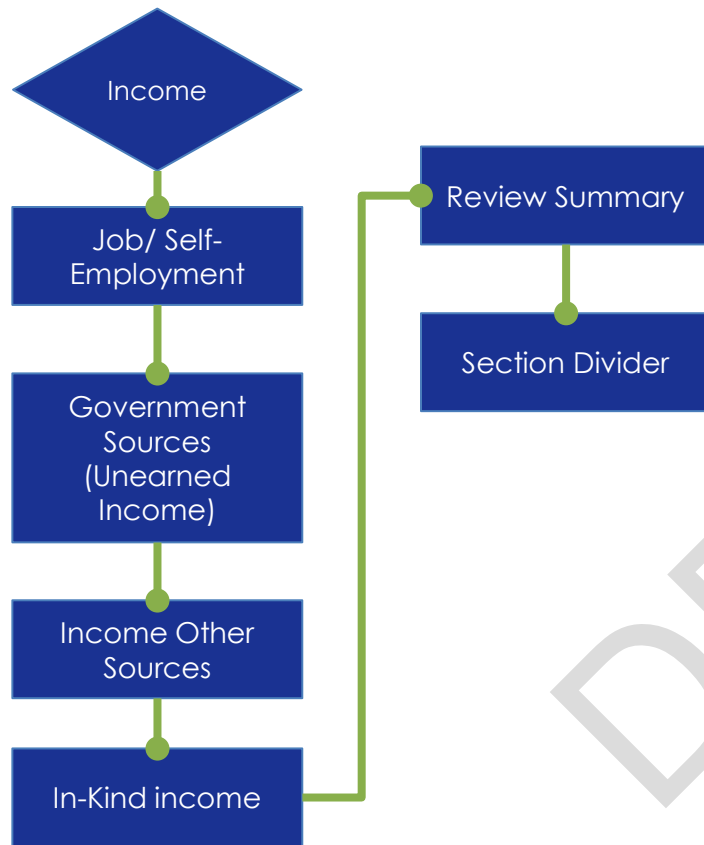 Income
Job/ Self-
Employment
Government
Sources
(Unearned
Income)
Income Other
Sources
In-Kind income
Review Summary
Section Divider